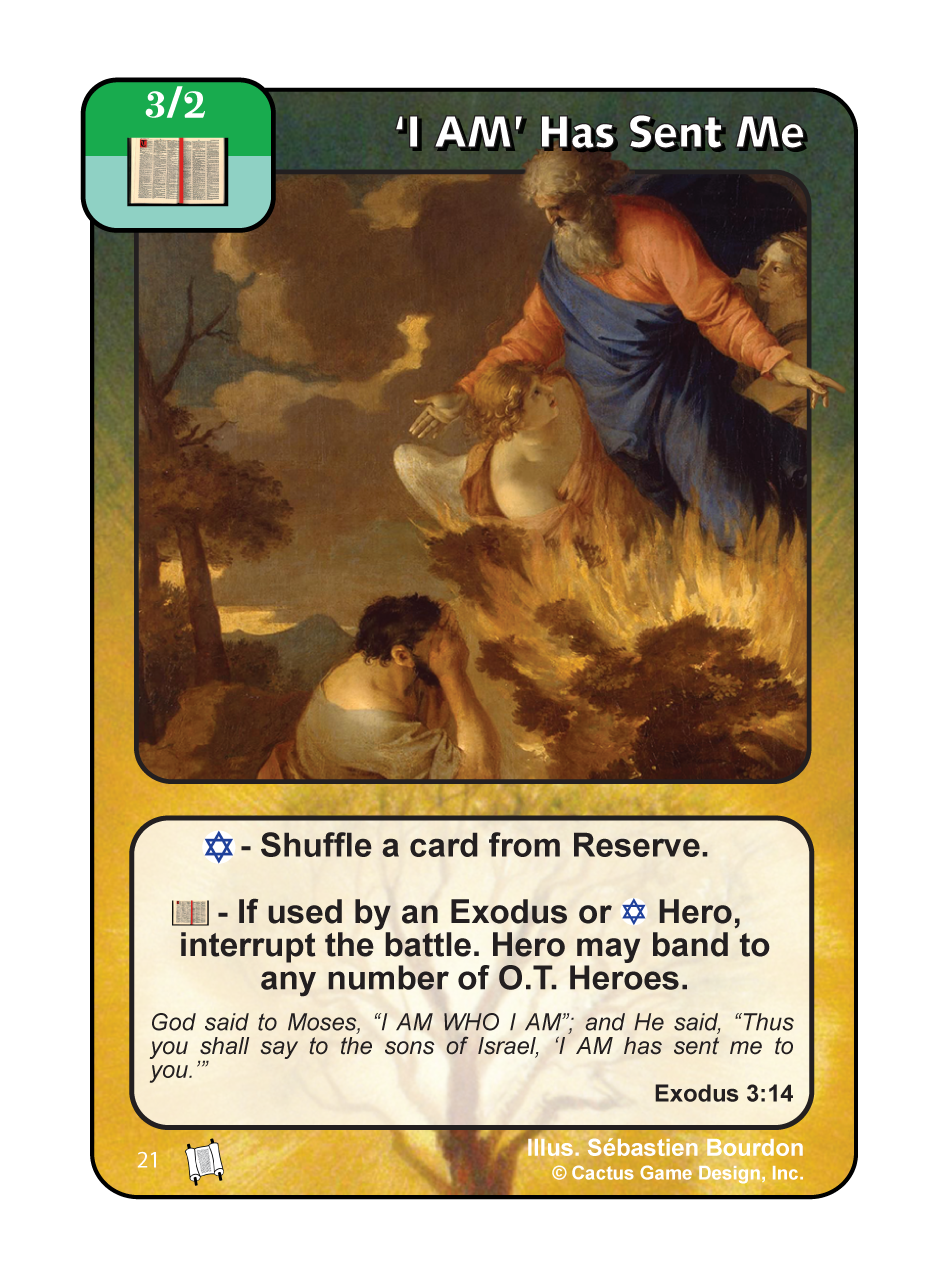 3/2
‘I AM’ Has Sent Me
- Shuffle a card from Reserve.
- If used by an Exodus or Hero,
interrupt the battle. Hero may band to
any number of O.T. Heroes.
God said to Moses, “I AM WHO I AM”; and He said, “Thus
you shall say to the sons of Israel, ‘I AM has sent me to
you.’”
Exodus 3:14
21
Illus. Sébastien Bourdon
© Cactus Game Design, Inc.